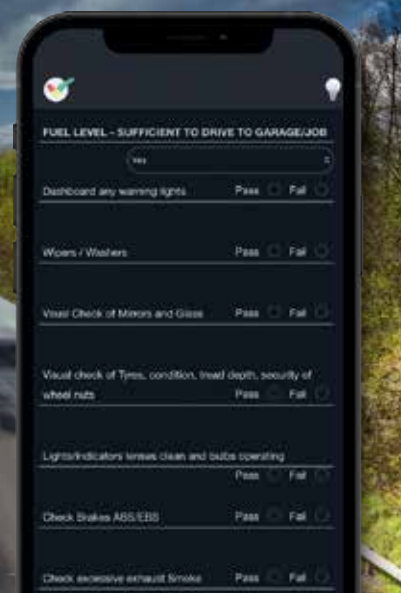 FUEL LEVEL - SUFFICIENT TO DRIVE TO GARAGE/JOB
Yes
Dashboard any warning lights Pass Fail
Wipers / Washers Pass Fail
Visual Check of Mirrors and Glass Pass Fail
Visual check of Tyres, condition, tread depth, security of
wheel nuts Pass Fail
Lights/Indicators lenses clean and bulbs operating
Pass Fail
Check Brakes ABS/EBS Pass Fail
Check excessive exhaust Smoke Pass Fail